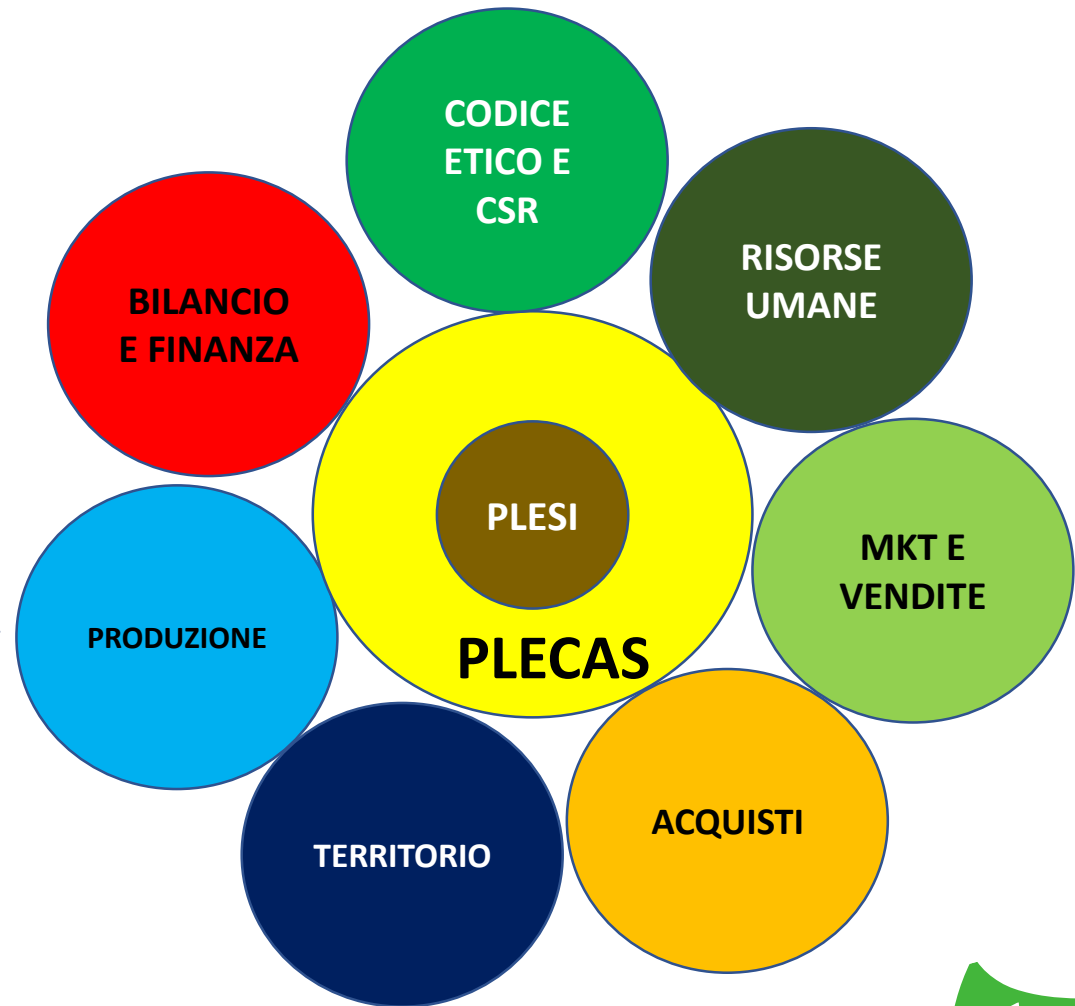 CODICE
ETICO E
CSR
RISORSE
UMANE
BILANCIO
E FINANZA
PLESI
MKT E
VENDITE
PRODUZIONE
PLECAS
ACQUISTI
TERRITORIO